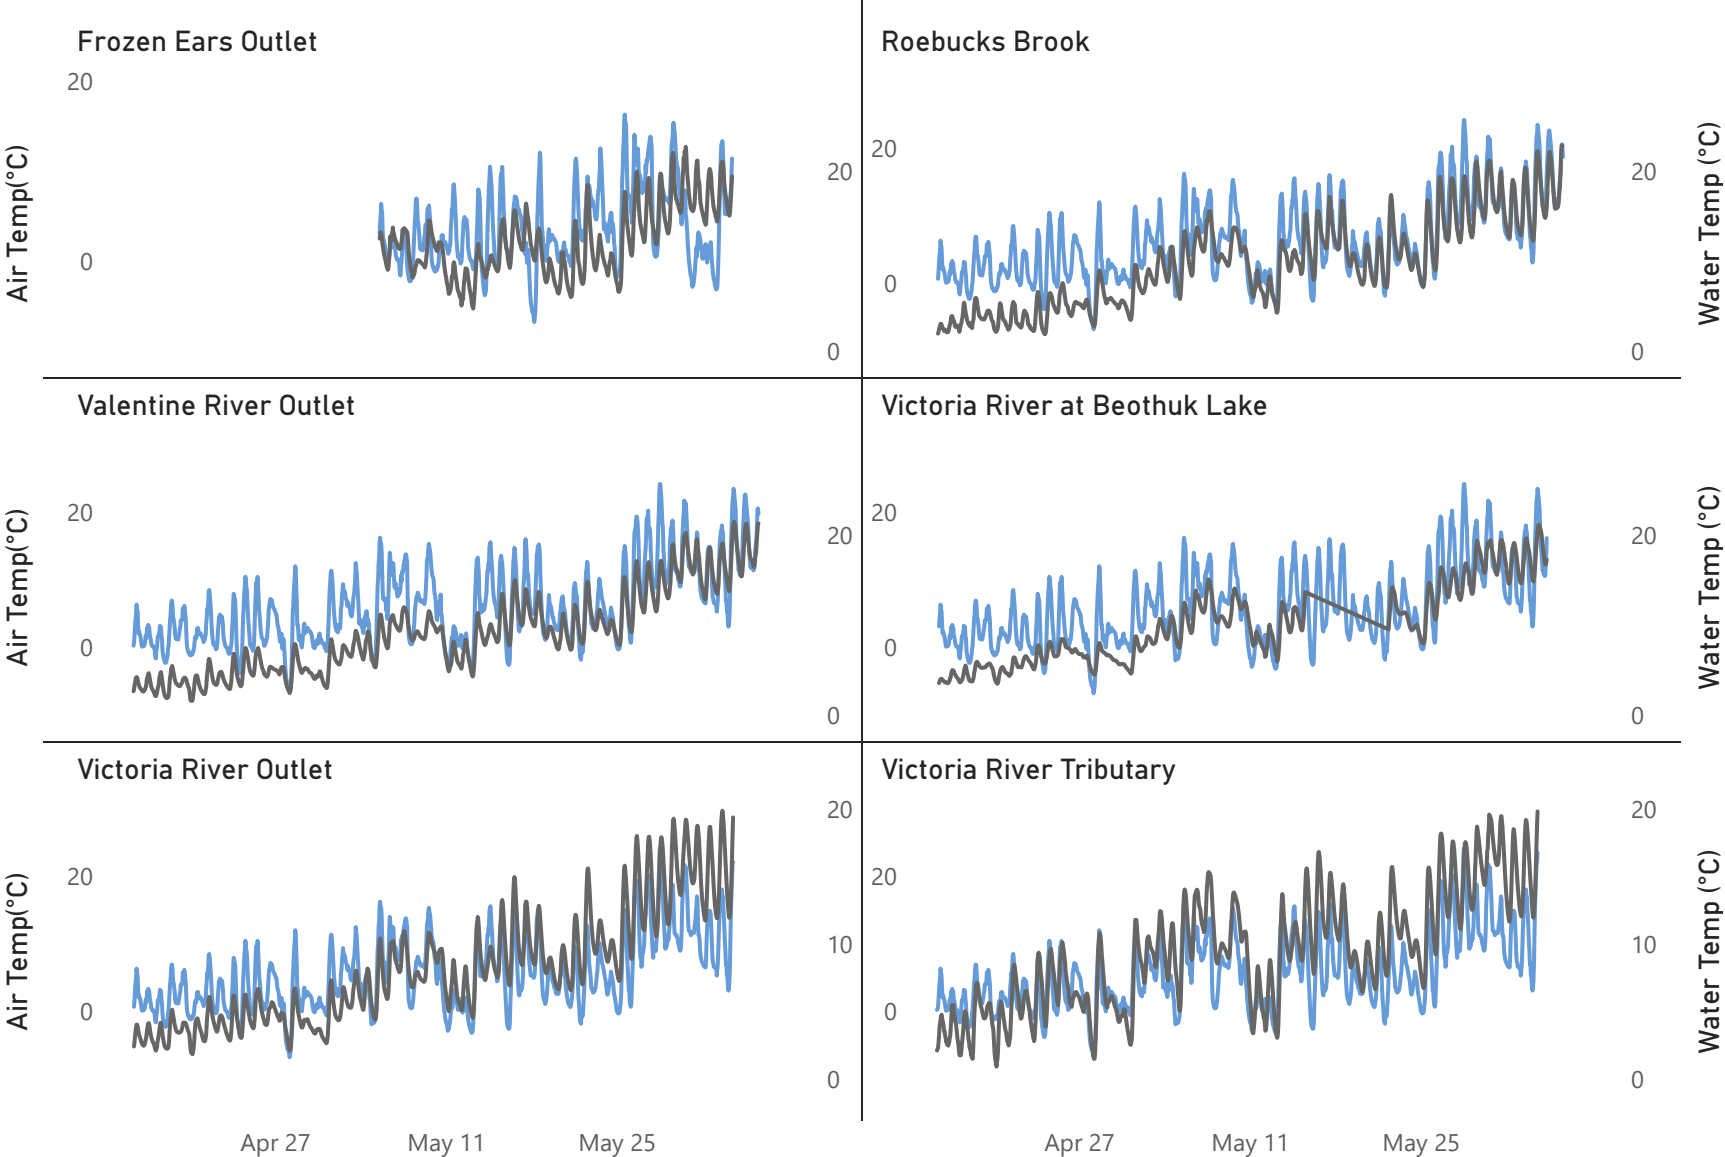 Frozen Ears Outlet
Roebucks Brook
20
0
20
0
Air Temp(°C)
20
0
20
0
Water Temp (°C)
Valentine River Outlet
Victoria River at Beothuk Lake
20
0
20
0
Air Temp(°C)
20
0
20
0
Water Temp (°C)
Victoria River Outlet
Victoria River Tributary
20
0
20
10
0
Air Temp(°C)
20
0
20
10
0
Water Temp (°C)
Apr 27
May 11
May 25
Apr 27
May 11
May 25